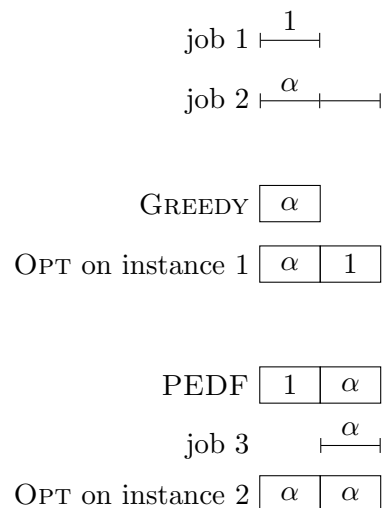 1
job 1
α
job 2
GREEDY α
OPT on instance 1 α 1
PEDF 1 α
α
job 3
OPT on instance 2 α α